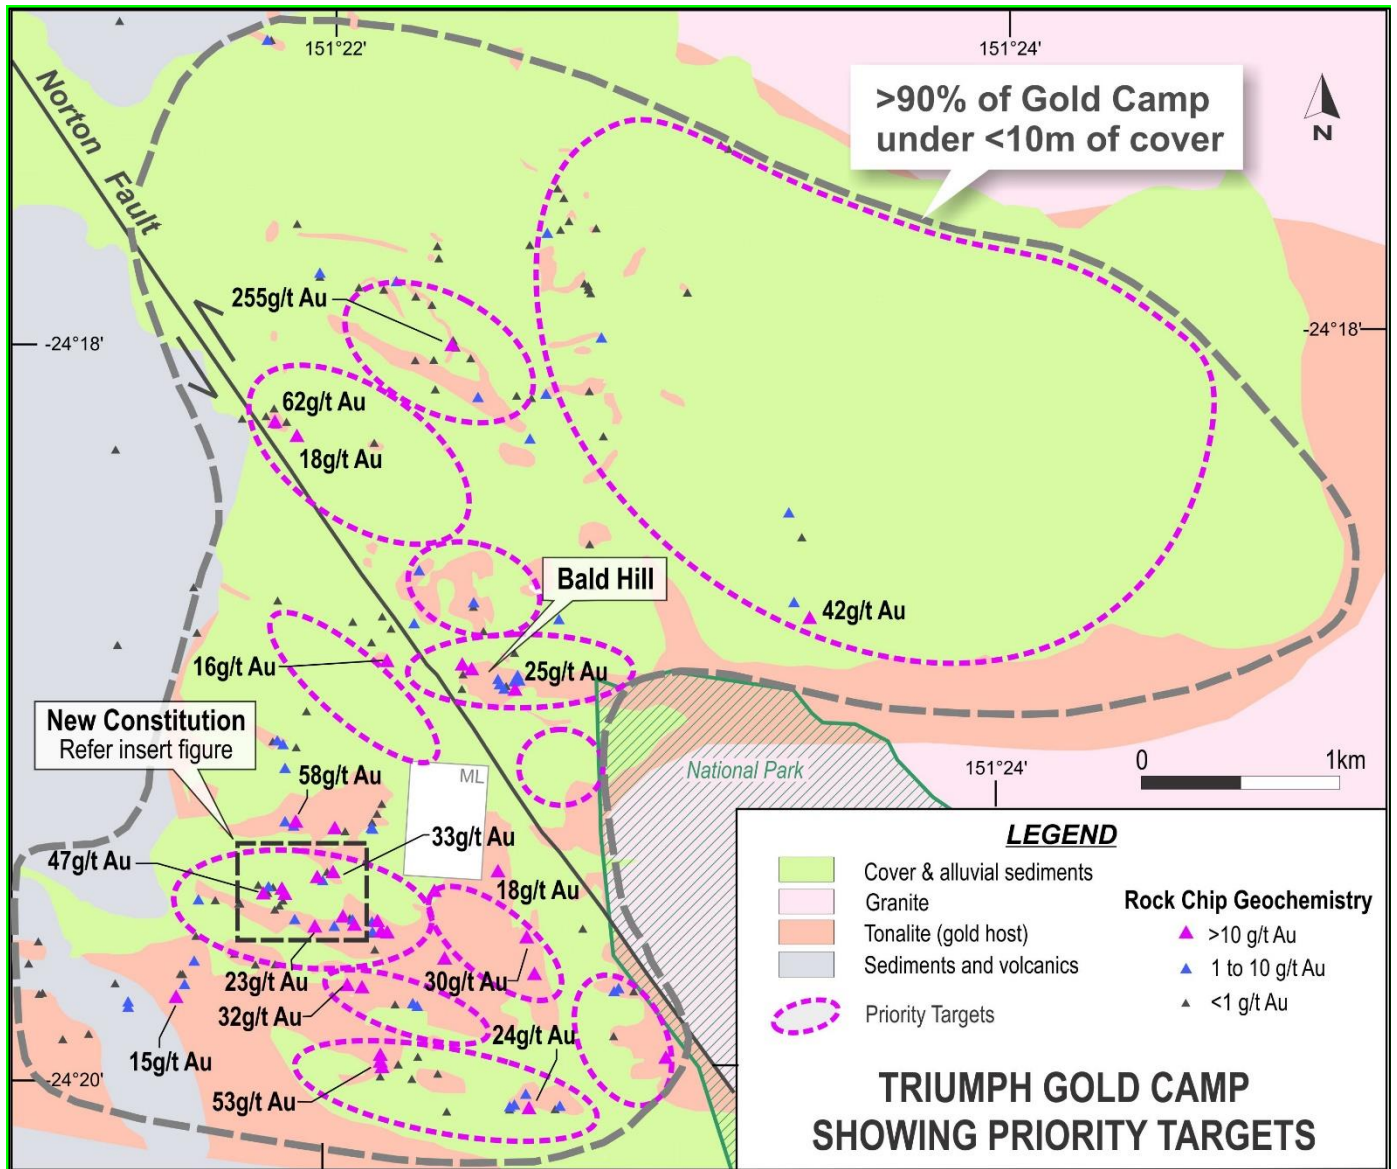 151°22'
151°24'
Norton Fault
>90% of Gold Camp
under <10m of cover
N
255g/t Au
-24°18'
-24°18'
62g/t Au
18g/t Au
Bald Hill
42g/t Au
16g/t Au
25g/t Au
New Constitution
Refer insert figure
ML
National Park
0
1km
151°24'
58g/t Au
33g/t Au
47g/t Au
18g/t Au
23g/t Au
30g/t Au
32g/t Au
24g/t Au
15g/t Au
-24°20'
53g/t Au
LEGEND
Cover & alluvial sediments
Granite
Tonalite (gold host)
Sediments and volcanics
Priority Targets
Rock Chip Geochemistry
>10 g/t Au
1 to 10 g/t Au
<1 g/t Au
TRIUMPH GOLD CAMP
SHOWING PRIORITY TARGETS